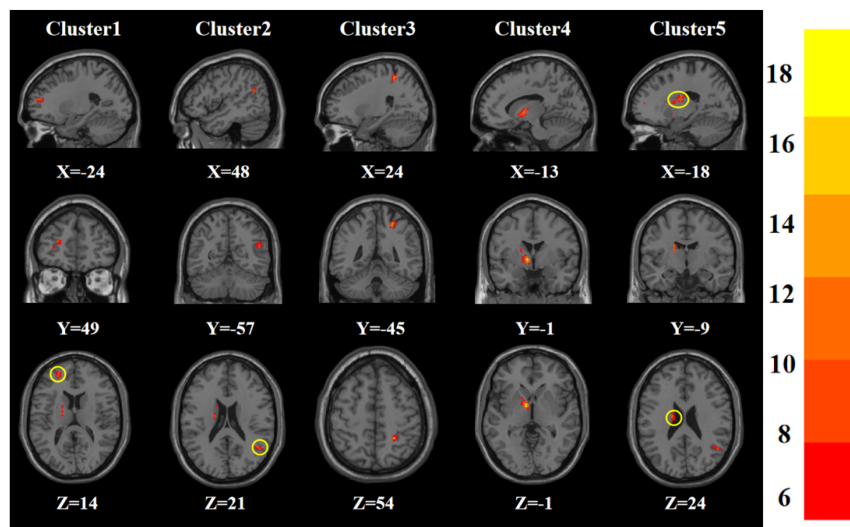 Cluster1 Cluster2 Cluster3 Cluster4 Cluster5
X=-24 X=48 X=24 X=-13 X=-18
Y=49 Y=-57 Y=-45 Y=-1 Y=-9
Z=14 Z=21 Z=54 Z=-1 Z=24
18
16
14
12
10
8
6